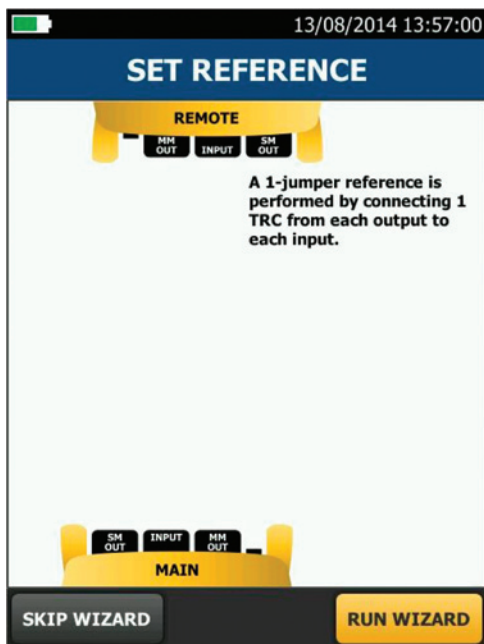 13/08/2014 13:57:00
SET REFERENCE
REMOTE
MM OUT
INPUT
SM OUT
A 1-jumper reference is
performed by connecting 1
TRC from each output to
each input.
SM OUT
INPUT
MM OUT
MAIN
SKIP WIZARD
RUN WIZARD